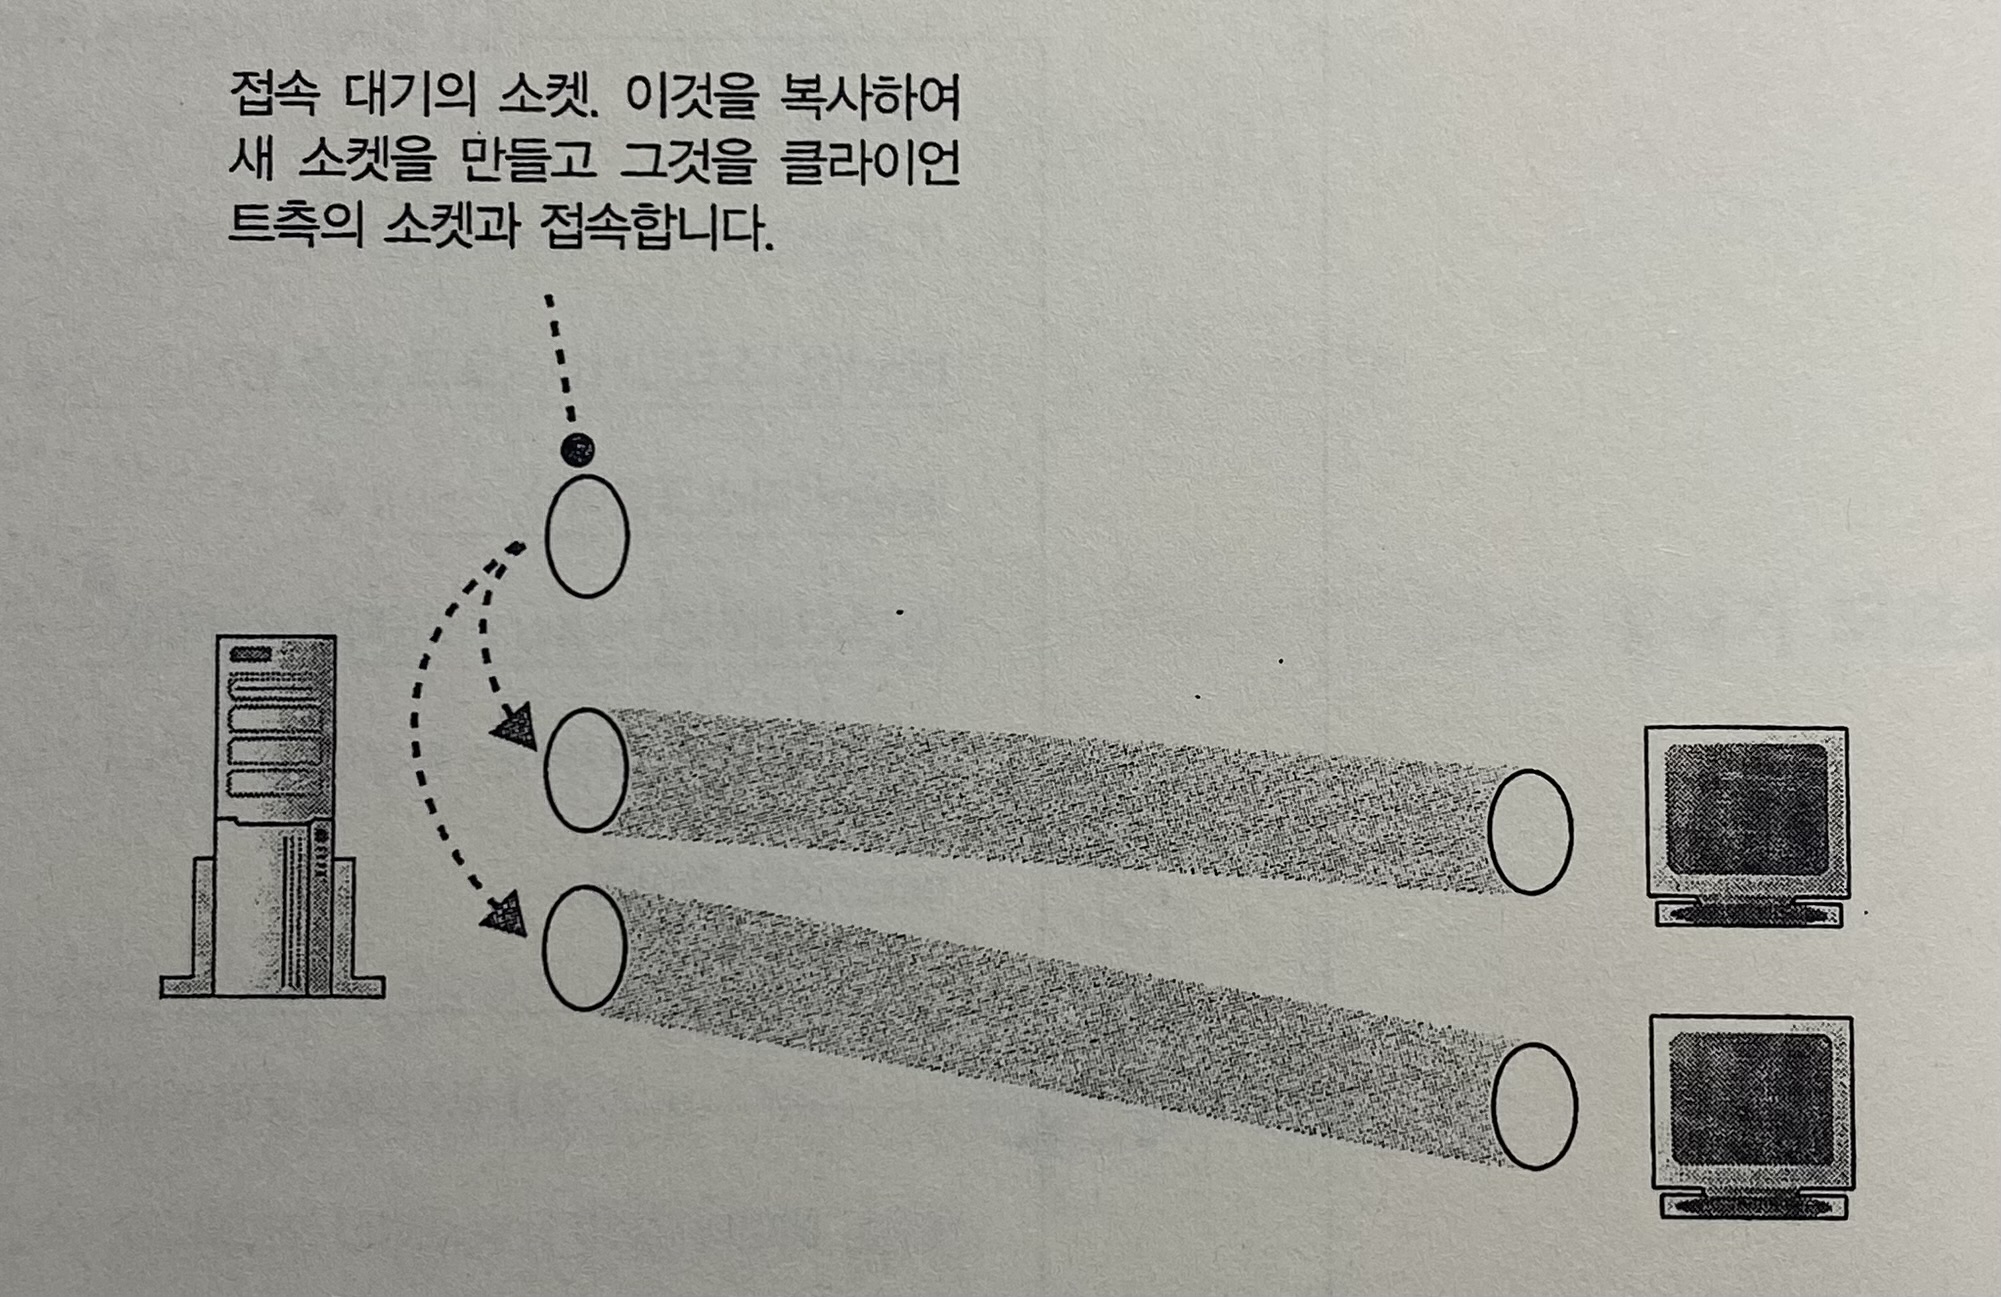 접속 대기의 소켓. 이것을 복사하여
새 소켓을 만들고 그것을 클라이언
트측의 소켓과 접속합니다.